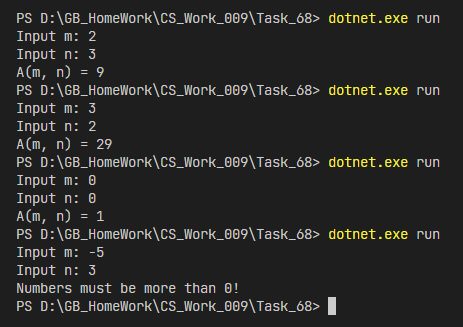 PS D:\GB_HomeWork\CS_Work_009\Task_68> dotnet.exe run
Input m: 2
Input n: 3
A(m, n) = 9
PS D:\GB_HomeWork\CS_Work_009\Task_68> dotnet.exe run
Input m: 3
Input n: 2
A(m, n) = 29
PS D:\GB_HomeWork\CS_Work_009\Task_68> dotnet.exe run
Input m: 0
Input n: 0
A(m, n) = 1
PS D:\GB_HomeWork\CS_Work_009\Task_68> dotnet.exe run
Input m: -5
Input n: 3
Numbers must be more than 0!
PS D:\GB_HomeWork\CS_Work_009\Task_68>